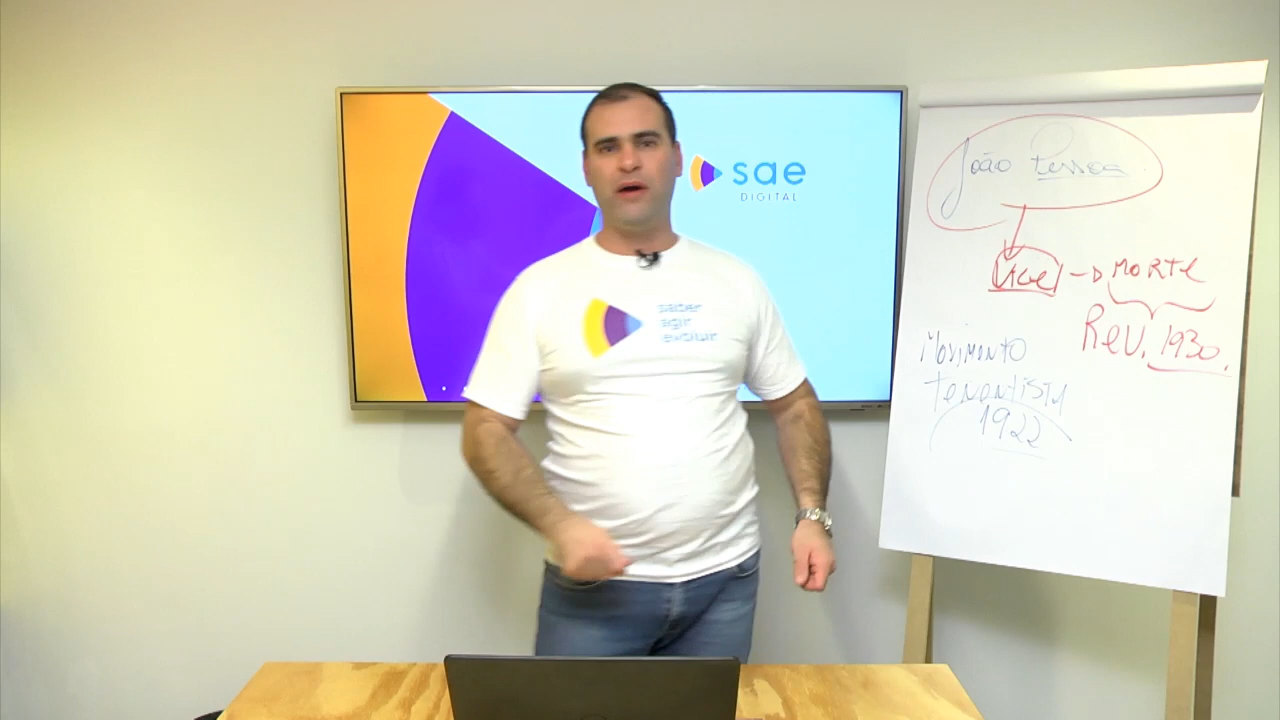 sae
DIGITAL
saber
agir
evoluir
João Pessoa
Vice -> MORTE
Rev. 1930.
Movimento
tenentista
1922